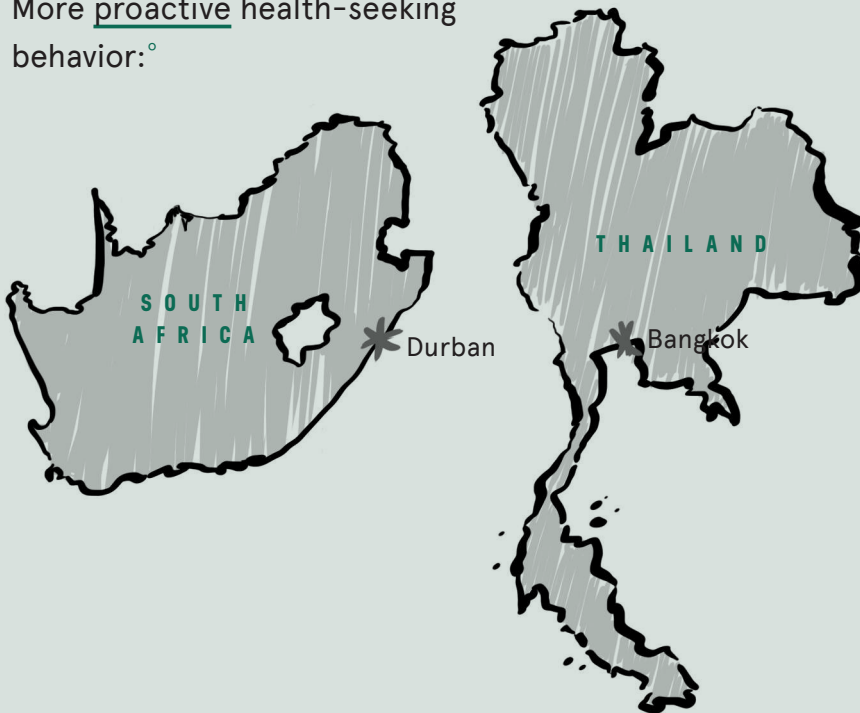 More proactive health-seeking
behavior:°
SOUTH
AFRICA
Durban
THAILAND
Bangkok